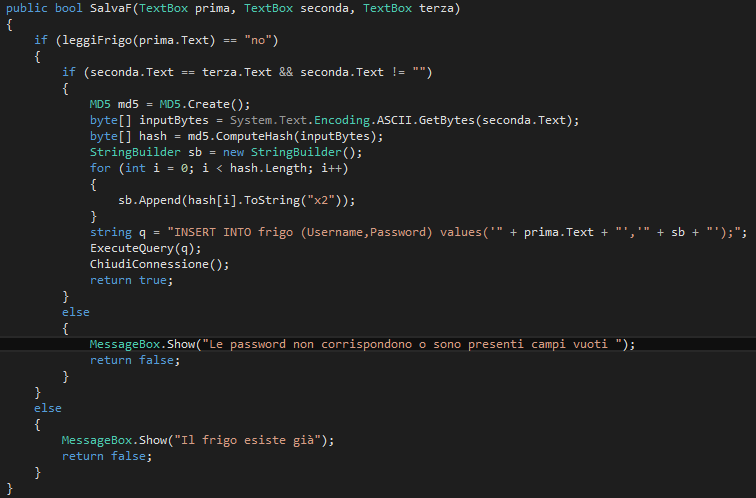 public bool SalvaF(TextBox prima, TextBox seconda, TextBox terza)
{
    if (leggiFrigo(prima.Text) == "no")
    {
        if (seconda.Text == terza.Text && seconda.Text != "")
        {
            MD5 md5 = MD5.Create();
            byte[] inputBytes = System.Text.Encoding.ASCII.GetBytes(seconda.Text);
            byte[] hash = md5.ComputeHash(inputBytes);
            StringBuilder sb = new StringBuilder();
            for (int i = 0; i < hash.Length; i++)
            {
                sb.Append(hash[i].ToString("x2"));
            }
            string q = "INSERT INTO frigo (Username,Password) values('" + prima.Text + "','" + sb + "');";
            ExecuteQuery(q);
            ChiudiConnessione();
            return true;
        }
        else
        {
            MessageBox.Show("Le password non corrispondono o sono presenti campi vuoti ");
            return false;
        }
    }
    else
    {
        MessageBox.Show("Il frigo esiste già");
        return false;
    }
}